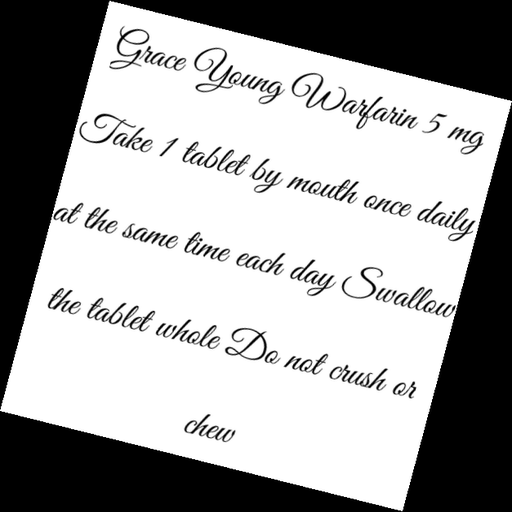 Grace Young Warfarin 5 mg
Take 1 tablet by mouth once daily
at the same time each day Swallow
the tablet whole Do not crush or
chew